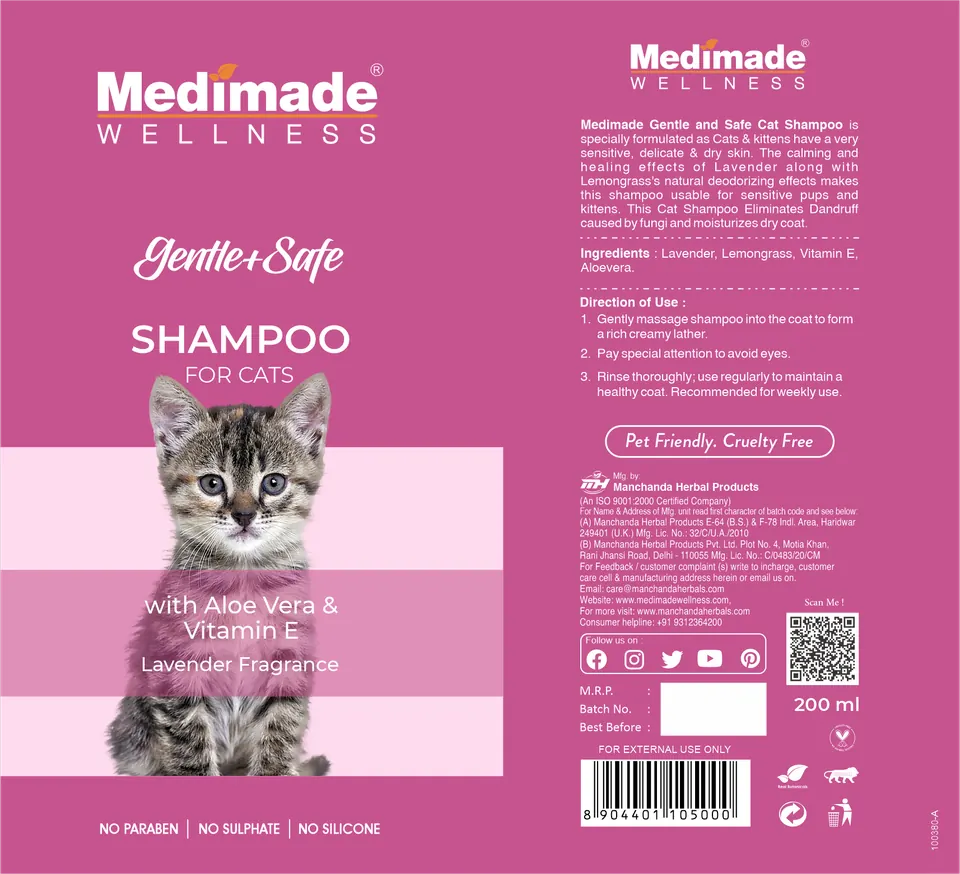 Medimade®
WELLNESS
Gentle+Safe
SHAMPOO
FOR CATS
with Aloe Vera &
Vitamin E
Lavender Fragrance
NO PARABEN | NO SULPHATE | NO SILICONE
Medimade®
WELLNESS
Medimade Gentle and Safe Cat Shampoo is
specially formulated as Cats & kittens have a very
sensitive, delicate & dry skin. The calming and
healing effects of Lavender along with
Lemongrass's natural deodorizing effects makes
this shampoo usable for sensitive pups and
kittens. This Cat Shampoo Eliminates Dandruff
caused by fungi and moisturizes dry coat.
Ingredients : Lavender, Lemongrass, Vitamin E,
Aloevera.
Direction of Use :
1. Gently massage shampoo into the coat to form
a rich creamy lather.
2. Pay special attention to avoid eyes.
3. Rinse thoroughly; use regularly to maintain a
healthy coat. Recommended for weekly use.
Pet Friendly. Cruelty Free
MH
Mfg. by:
Manchanda Herbal Products
(An ISO 9001:2000 Certified Company)
For Name & Address of Mfg. unit read first character of batch code and see below:
(A) Manchanda Herbal Products E-64 (B.S.) & F-78 Indl. Area, Haridwar
249401 (U.K.) Mfg. Lic. No.: 32/C/U.A./2010
(B) Manchanda Herbal Products Pvt. Ltd. Plot No. 4, Motia Khan,
Rani Jhansi Road, Delhi - 110055 Mfg. Lic. No.: C/0483/20/CM
For Feedback / customer complaint (s) write to incharge, customer
care cell & manufacturing address herein or email us on.
Email: care@manchandaherbals.com
Website: www.medimadewellness.com,
For more visit: www.manchandaherbals.com
Consumer helpline: +91 9312364200
Scan Me !
Follow us on :
M.R.P. :
Batch No. :
Best Before :
200 ml
FOR EXTERNAL USE ONLY
8 904401 105000
100380-A